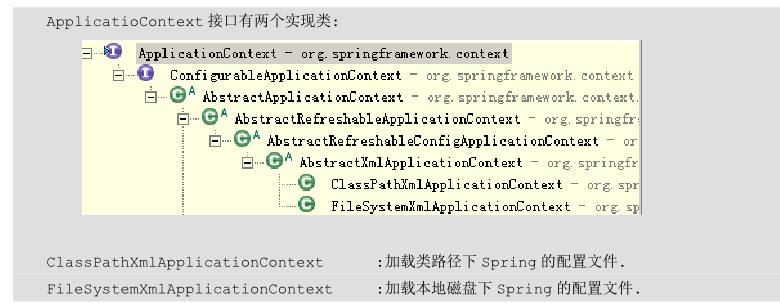 ApplicatioContext 接口有两个实现类:
ApplicationContext - org.springframework.context
ConfigurableApplicationContext - org.springframework.context
AbstractApplicationContext - org.springframework.context.
AbstractRefreshableApplicationContext - org.springfr
AbstractRefreshableConfigApplicationContext - or
AbstractXmlApplicationContext - org.springfr
ClassPathXmlApplicationContext - org.spr
FileSystemXmlApplicationContext - org.sp
ClassPathXmlApplicationContext :加载类路径下 Spring 的配置文件.
FileSystemXmlApplicationContext :加载本地磁盘下 Spring 的配置文件.